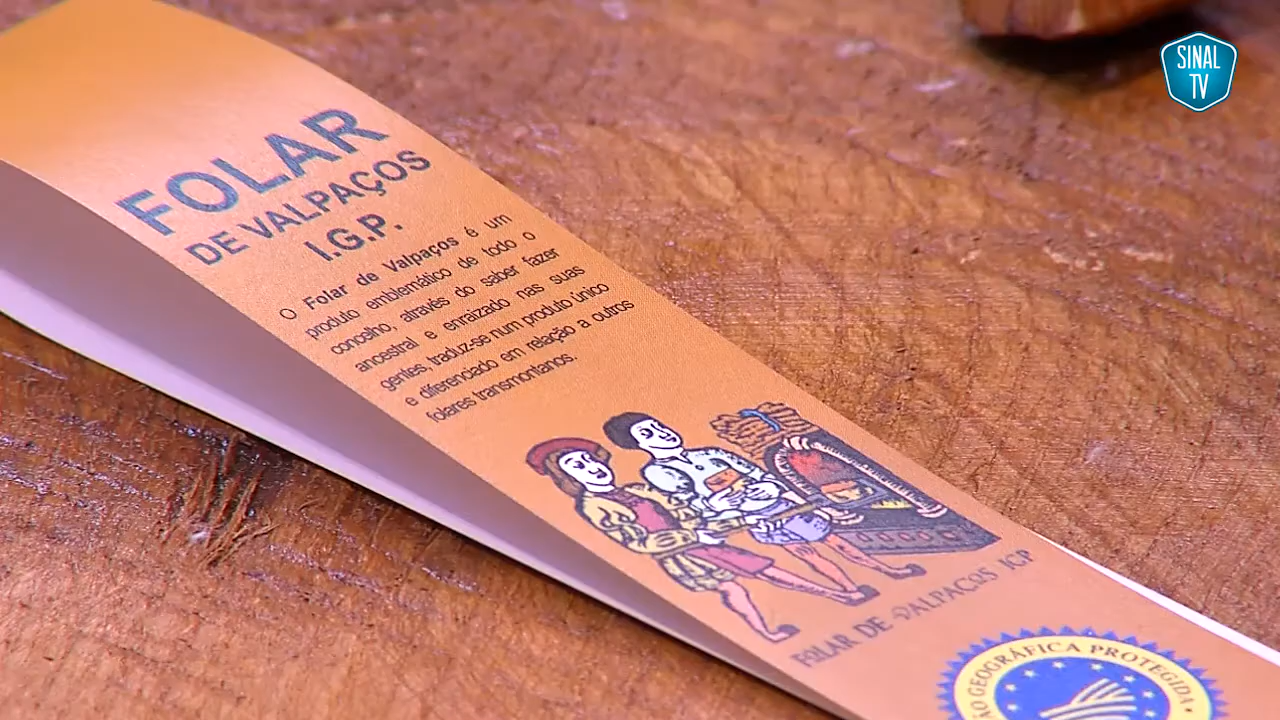 SINAL
TV
FOLAR
DE VALPAÇOS
I.G.P.
O Folar de Valpaços é um
produto emblemático de todo o
concelho, através do saber fazer
ancestral e enraizado nas suas
gentes, traduz-se num produto único
e diferenciado em relação a outros
folares transmontanos.
FOLAR DE VALPAÇOS IGP
GEOGRÁFICA PROTEGIDA